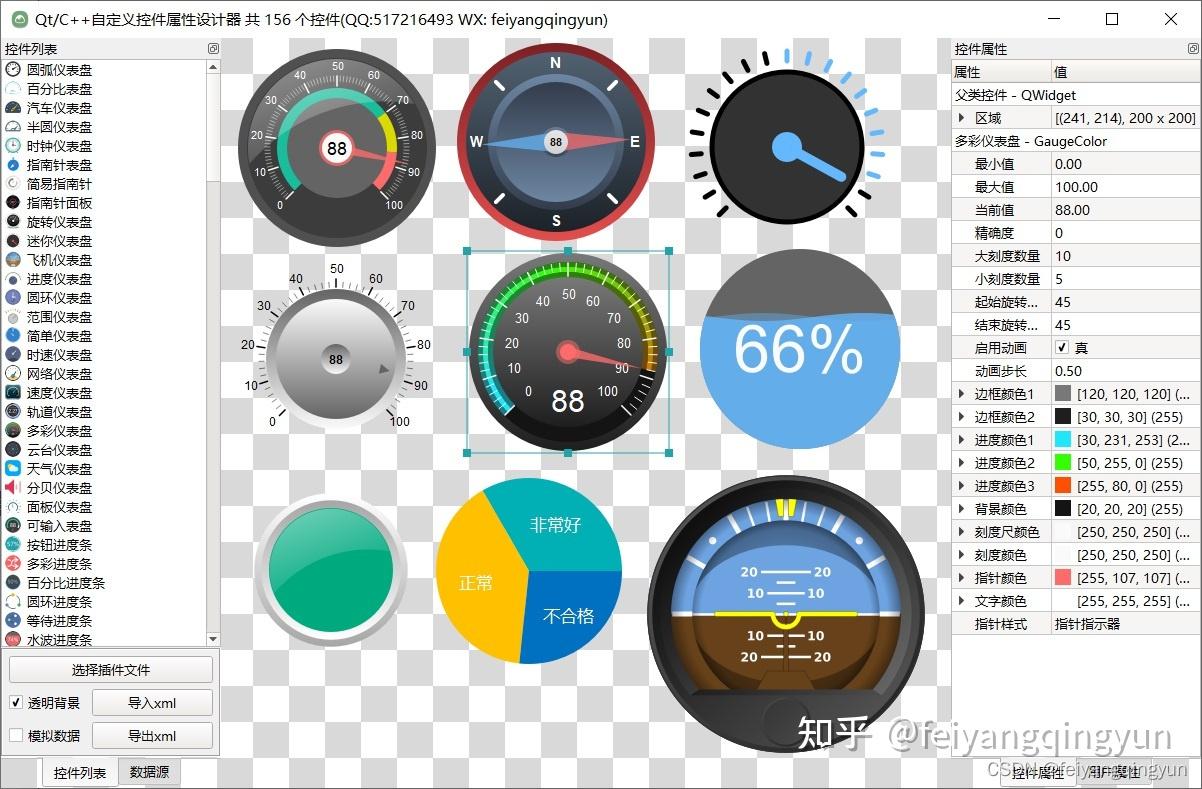 Qt/C++自定义控件属性设计器 共 156 个控件(QQ:517216493 WX: feiyangqingyun)
控件列表
圆弧仪表盘
百分比表盘
汽车仪表盘
半圆仪表盘
时钟仪表盘
指南针表盘
简易指南针
指南针面板
旋转仪表盘
迷你仪表盘
飞机仪表盘
进度仪表盘
圆环仪表盘
范围仪表盘
简单仪表盘
时速仪表盘
网络仪表盘
速度仪表盘
轨道仪表盘
多彩仪表盘
云台仪表盘
天气仪表盘
分贝仪表盘
面板仪表盘
可输入表盘
按钮进度条
多彩进度条
百分比进度条
圆环进度条
等待进度条
水波进度条
选择插件文件
透明背景 导入xml
模拟数据 导出xml
控件列表 数据源
0 10 20 30 40 50 60 70 80 90 100
88
N
W E
S
88
0 10 20 30 40 50 60 70 80 90 100
88
0 10 20 30 40 50 60 70 80 90 100
88
66%
非常好
正常
不合格
20 20
10 10
10 10
20 20
控件属性
属性 值
父类控件 - QWidget
区域 [(241, 214), 200 x 200]
多彩仪表盘 - GaugeColor
最小值 0.00
最大值 100.00
当前值 88.00
精确度 0
大刻度数量 10
小刻度数量 5
起始旋转... 45
结束旋转... 45
启用动画 真
动画步长 0.50
边框颜色1 [120, 120, 120] (...
边框颜色2 [30, 30, 30] (255)
进度颜色1 [30, 231, 253] (2...
进度颜色2 [50, 255, 0] (255)
进度颜色3 [255, 80, 0] (255)
背景颜色 [20, 20, 20] (255)
刻度尺颜色 [250, 250, 250] (...
刻度颜色 [250, 250, 250] (...
指针颜色 [255, 107, 107] (...
文字颜色 [255, 255, 255] (...
指针样式 指针指示器
知乎 @feiyangqingyun
控件属性 用户属性
CSDN @feiyangqingyun